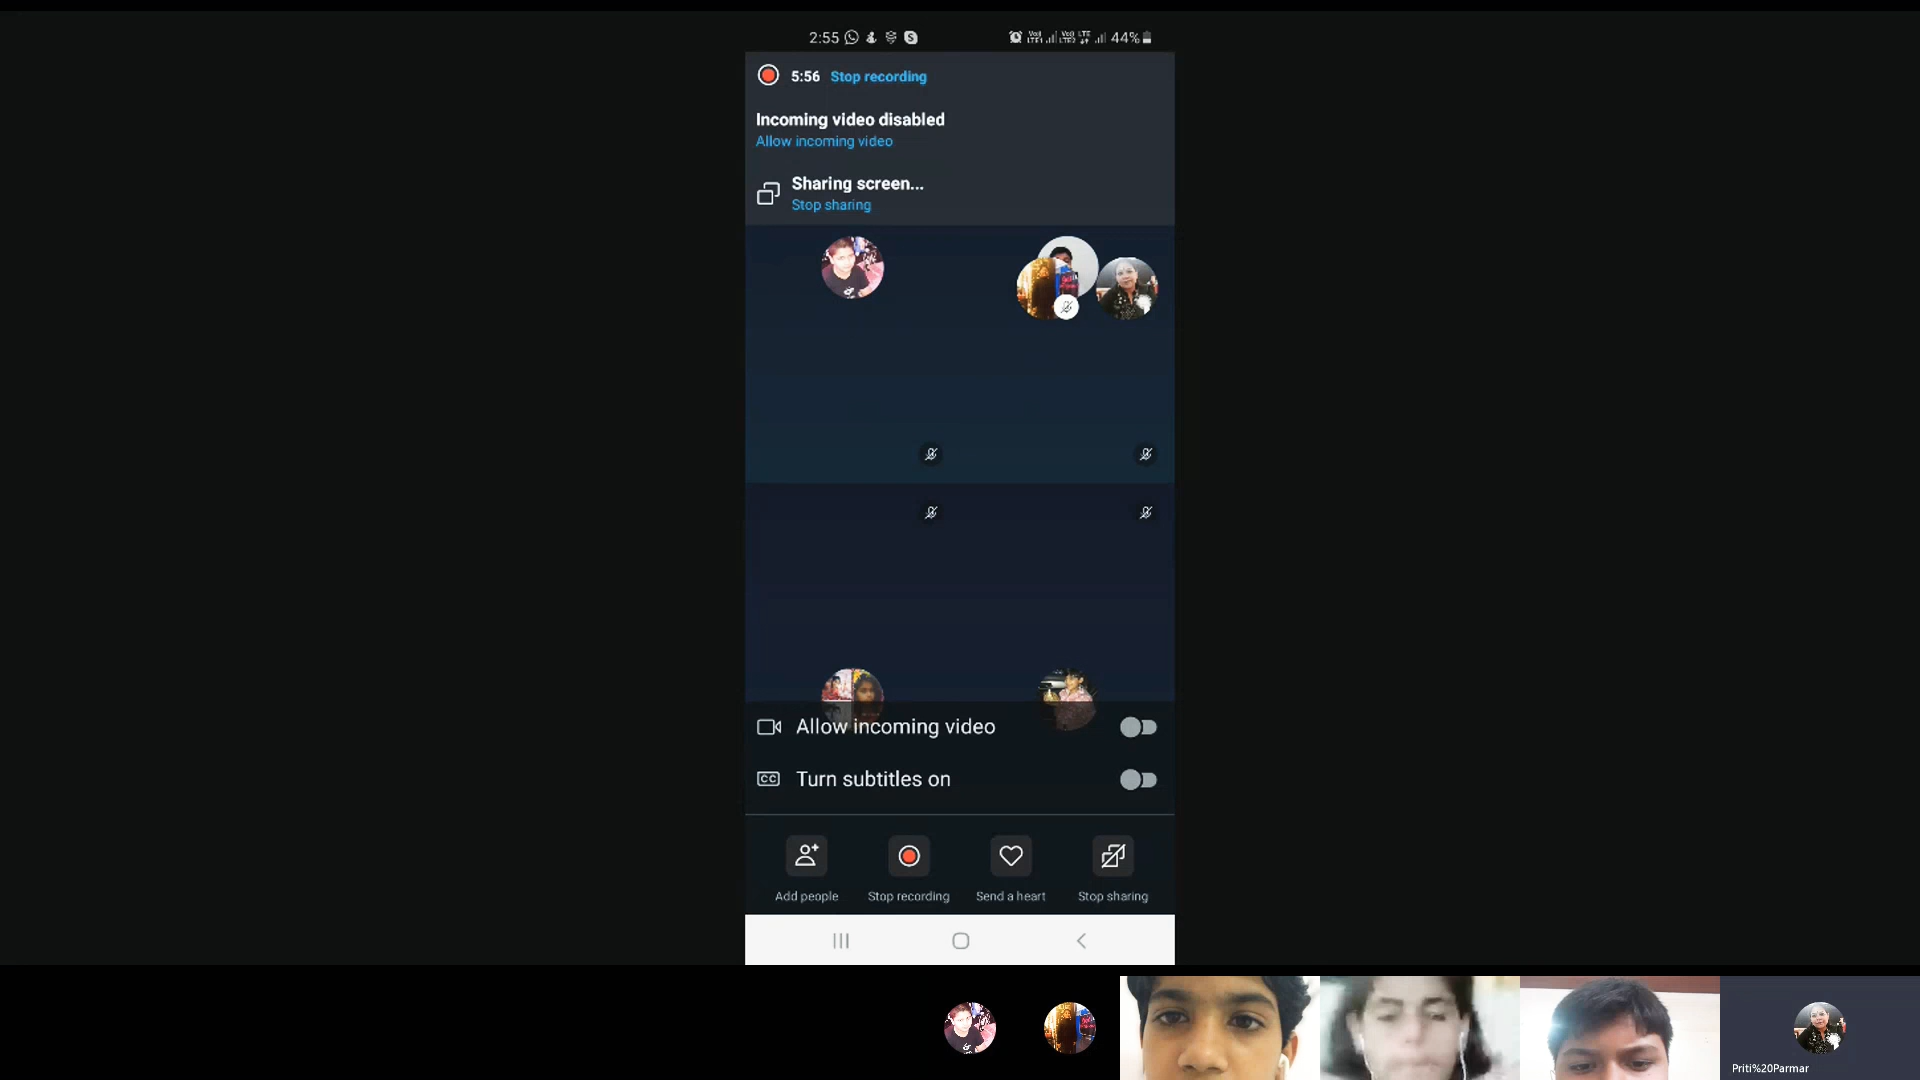 2:55 44%
5:56 Stop recording
Incoming video disabled
Allow incoming video
Sharing screen...
Stop sharing
Allow incoming video
CC Turn subtitles on
Add people Stop recording Send a heart Stop sharing
Priti%20Parmar